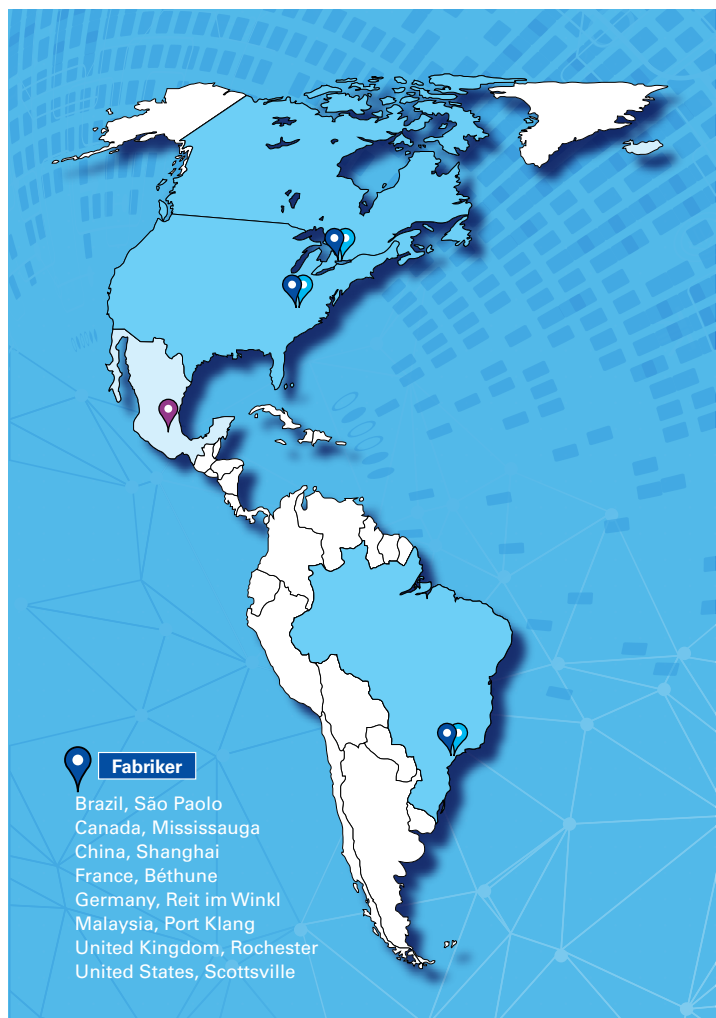 Fabriker
Brazil, São Paolo
Canada, Mississauga
China, Shanghai
France, Béthune
Germany, Reit im Winkl
Malaysia, Port Klang
United Kingdom, Rochester
United States, Scottsville